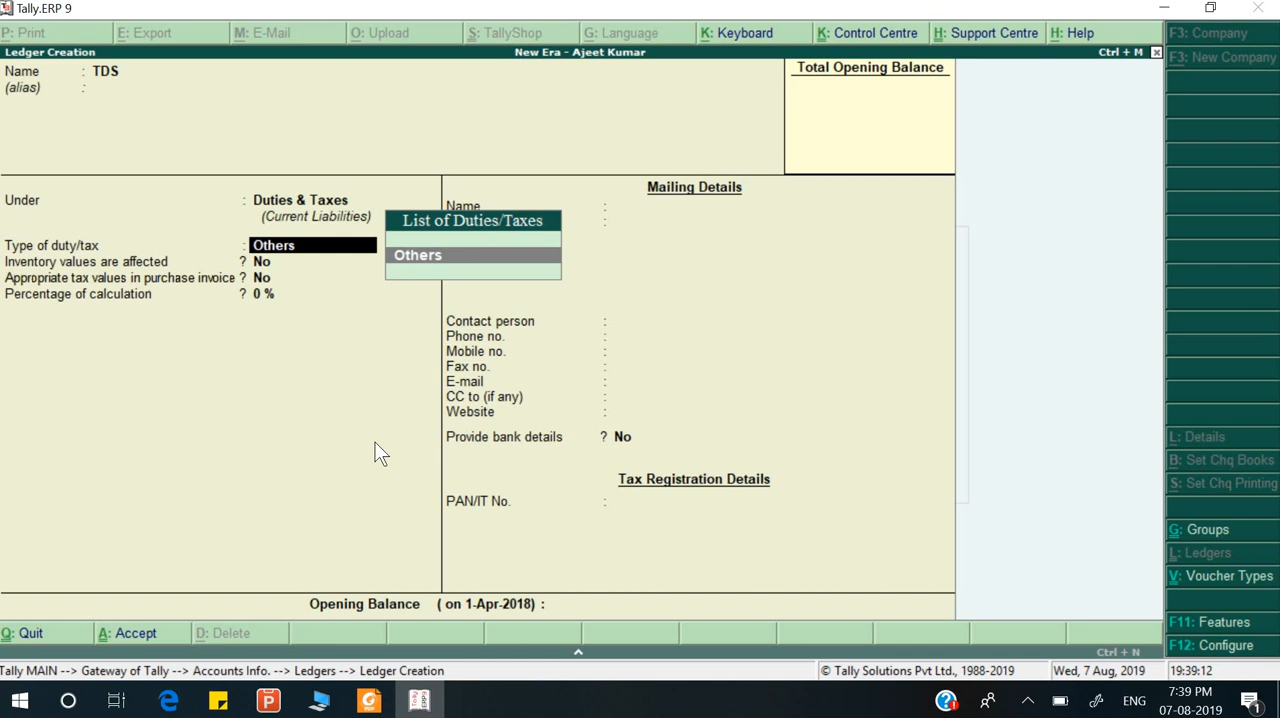 Tally.ERP 9
P: Print
E: Export
M: E-Mail
O: Upload
S: TallyShop
G: Language
K: Keyboard
K: Control Centre
H: Support Centre
H: Help
F3: Company
F3: New Company
Ledger Creation
New Era - Ajeet Kumar
Ctrl + M
Name : TDS
(alias) :
Total Opening Balance
Under : Duties & Taxes
(Current Liabilities)
Type of duty/tax : Others
Inventory values are affected ? No
Appropriate tax values in purchase invoice ? No
Percentage of calculation ? 0 %
List of Duties/Taxes
Others
Mailing Details
Name :
:
Contact person :
Phone no. :
Mobile no. :
Fax no. :
E-mail :
CC to (if any) :
Website :
Provide bank details ? No
Tax Registration Details
PAN/IT No. :
Opening Balance ( on 1-Apr-2018) :
L: Details
B: Set Chq Books
S: Set Chq Printing
G: Groups
L: Ledgers
V: Voucher Types
F11: Features
F12: Configure
Q: Quit
A: Accept
D: Delete
Ctrl + N
Tally MAIN --> Gateway of Tally --> Accounts Info. --> Ledgers --> Ledger Creation
© Tally Solutions Pvt Ltd., 1988-2019
Wed, 7 Aug, 2019
19:39:12
ENG
7:39 PM
07-08-2019
1